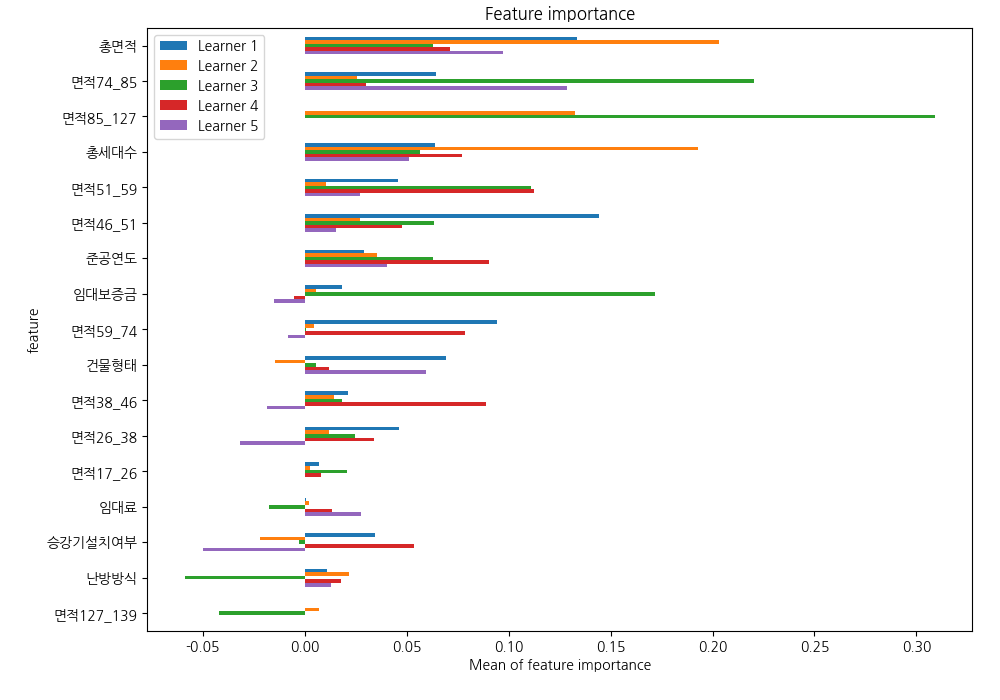 Feature importance
Learner 1
Learner 2
Learner 3
Learner 4
Learner 5
feature
총면적
면적74_85
면적85_127
총세대수
면적51_59
면적46_51
준공연도
임대보증금
면적59_74
건물형태
면적38_46
면적26_38
면적17_26
임대료
승강기설치여부
난방방식
면적127_139
-0.05 0.00 0.05 0.10 0.15 0.20 0.25 0.30
Mean of feature importance